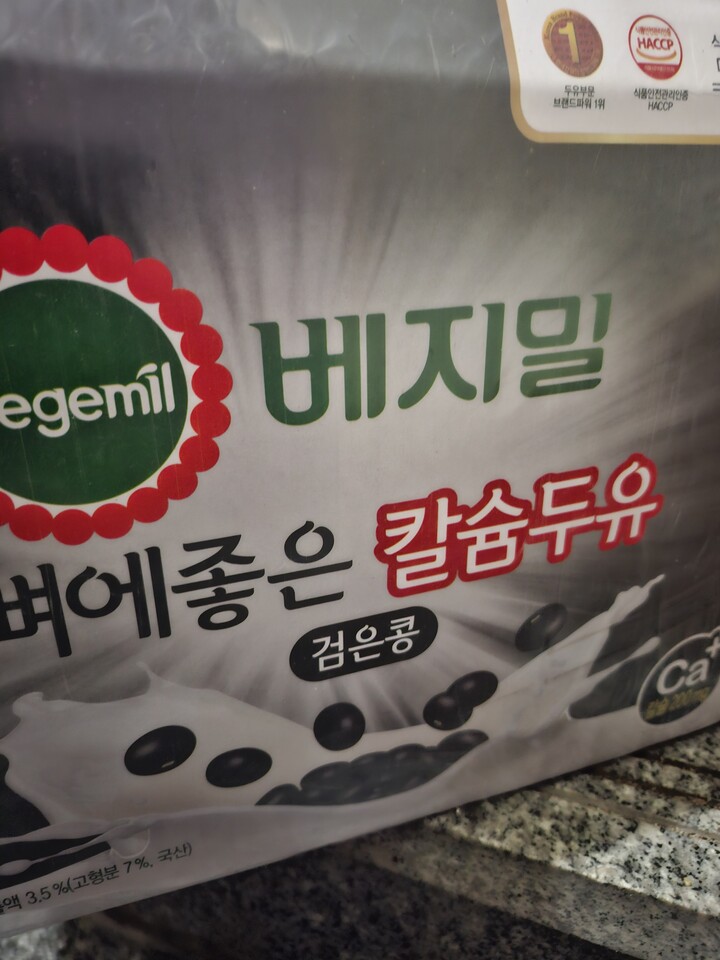 1
두유부문
브랜드파워 1위
HACCP
식품안전관리인증
HACCP
egemil
베지밀
뼈에좋은 칼슘두유
검은콩
Ca+
3.5%(고형분 7%, 국산)